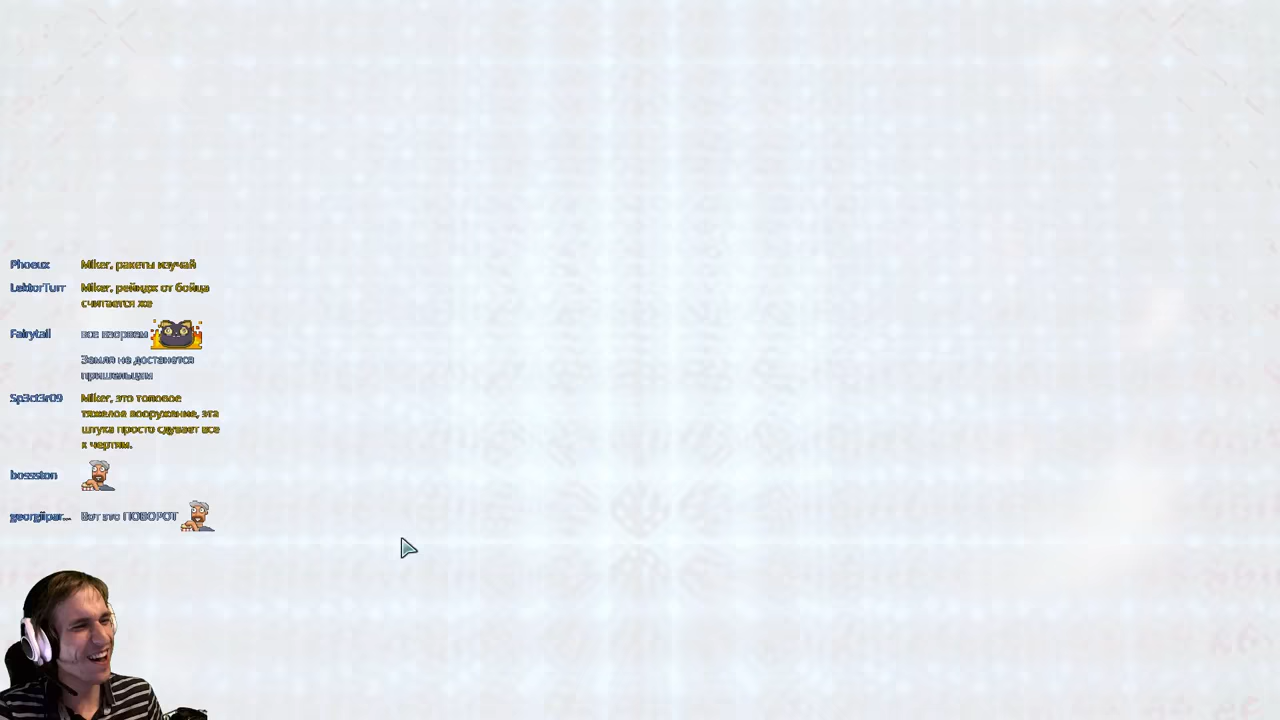 Phoeux Miker, ракеты изучай
LektorTurr Miker, рейндж от бойца
считается же
Fairytail все взорвем
Земля не достанется
пришельцам
Sp3ct3r09 Miker, это топовое
тяжелое вооружение, эта
штука просто сдувает все
к чертям.
bossston
georgiipar... Вот это ПОВОРОТ